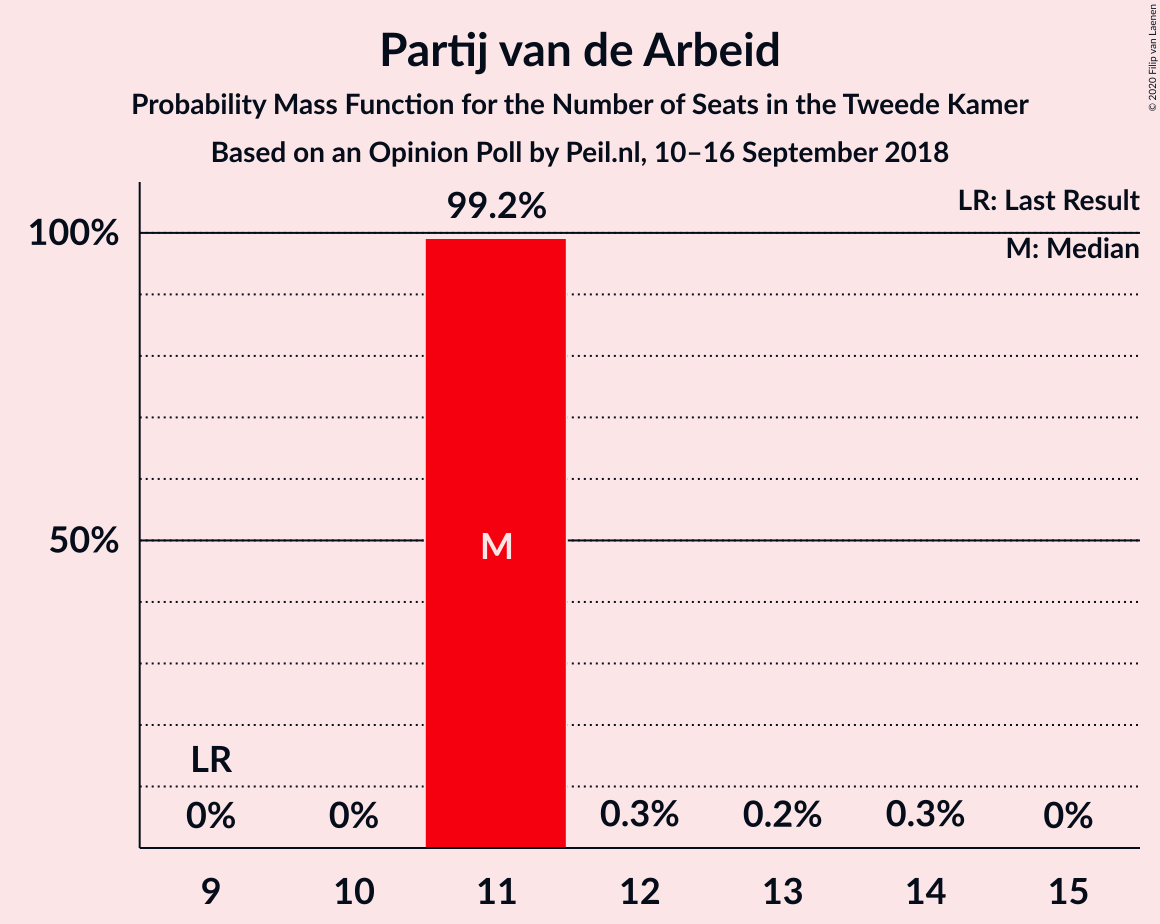 Partij van de Arbeid
Probability Mass Function for the Number of Seats in the Tweede Kamer
Based on an Opinion Poll by Peil.nl, 10–16 September 2018
© 2020 Filip van Laenen
LR: Last Result
M: Median
99.2%
100%
50%
M
LR
0%
0%
0.3%
0.2%
0.3%
0%
9
10
11
12
13
14
15